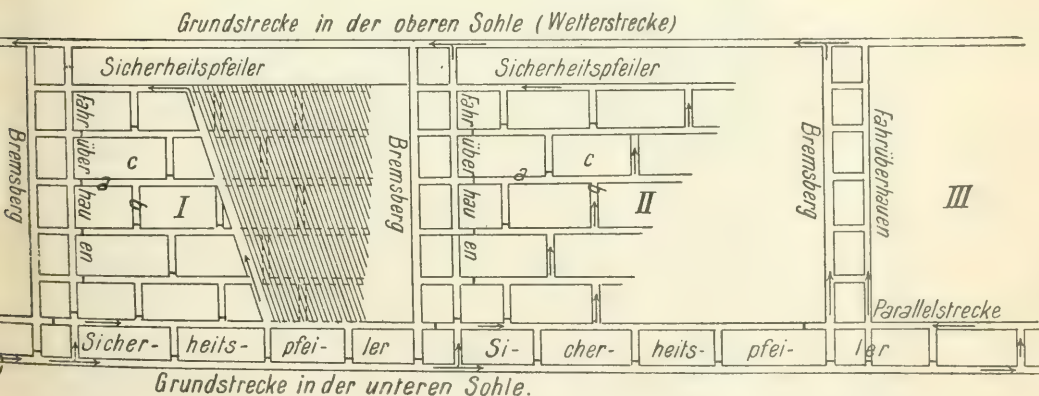 Grundstrecke in der oberen Sohle (Wetterstrecke)
Sicherheitspfeiler
Sicherheitspfeiler
Bremsberg
Fahrüberhauen
c
a
b
I
Bremsberg
Fahrüberhauen
c
a
b
II
Bremsberg
Fahrüberhauen
III
Parallelstrecke
Sicher- heits- pfei- ler
Si- cher- heits- pfei- ler
Grundstrecke in der unteren Sohle.